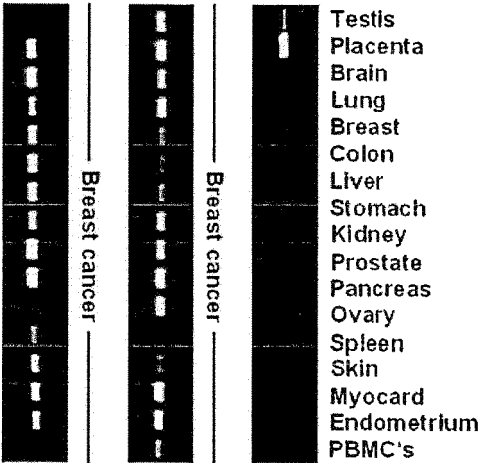 Breast cancer
Breast cancer
Testis
Placenta
Brain
Lung
Breast
Colon
Liver
Stomach
Kidney
Prostate
Pancreas
Ovary
Spleen
Skin
Myocard
Endometrium
PBMC's